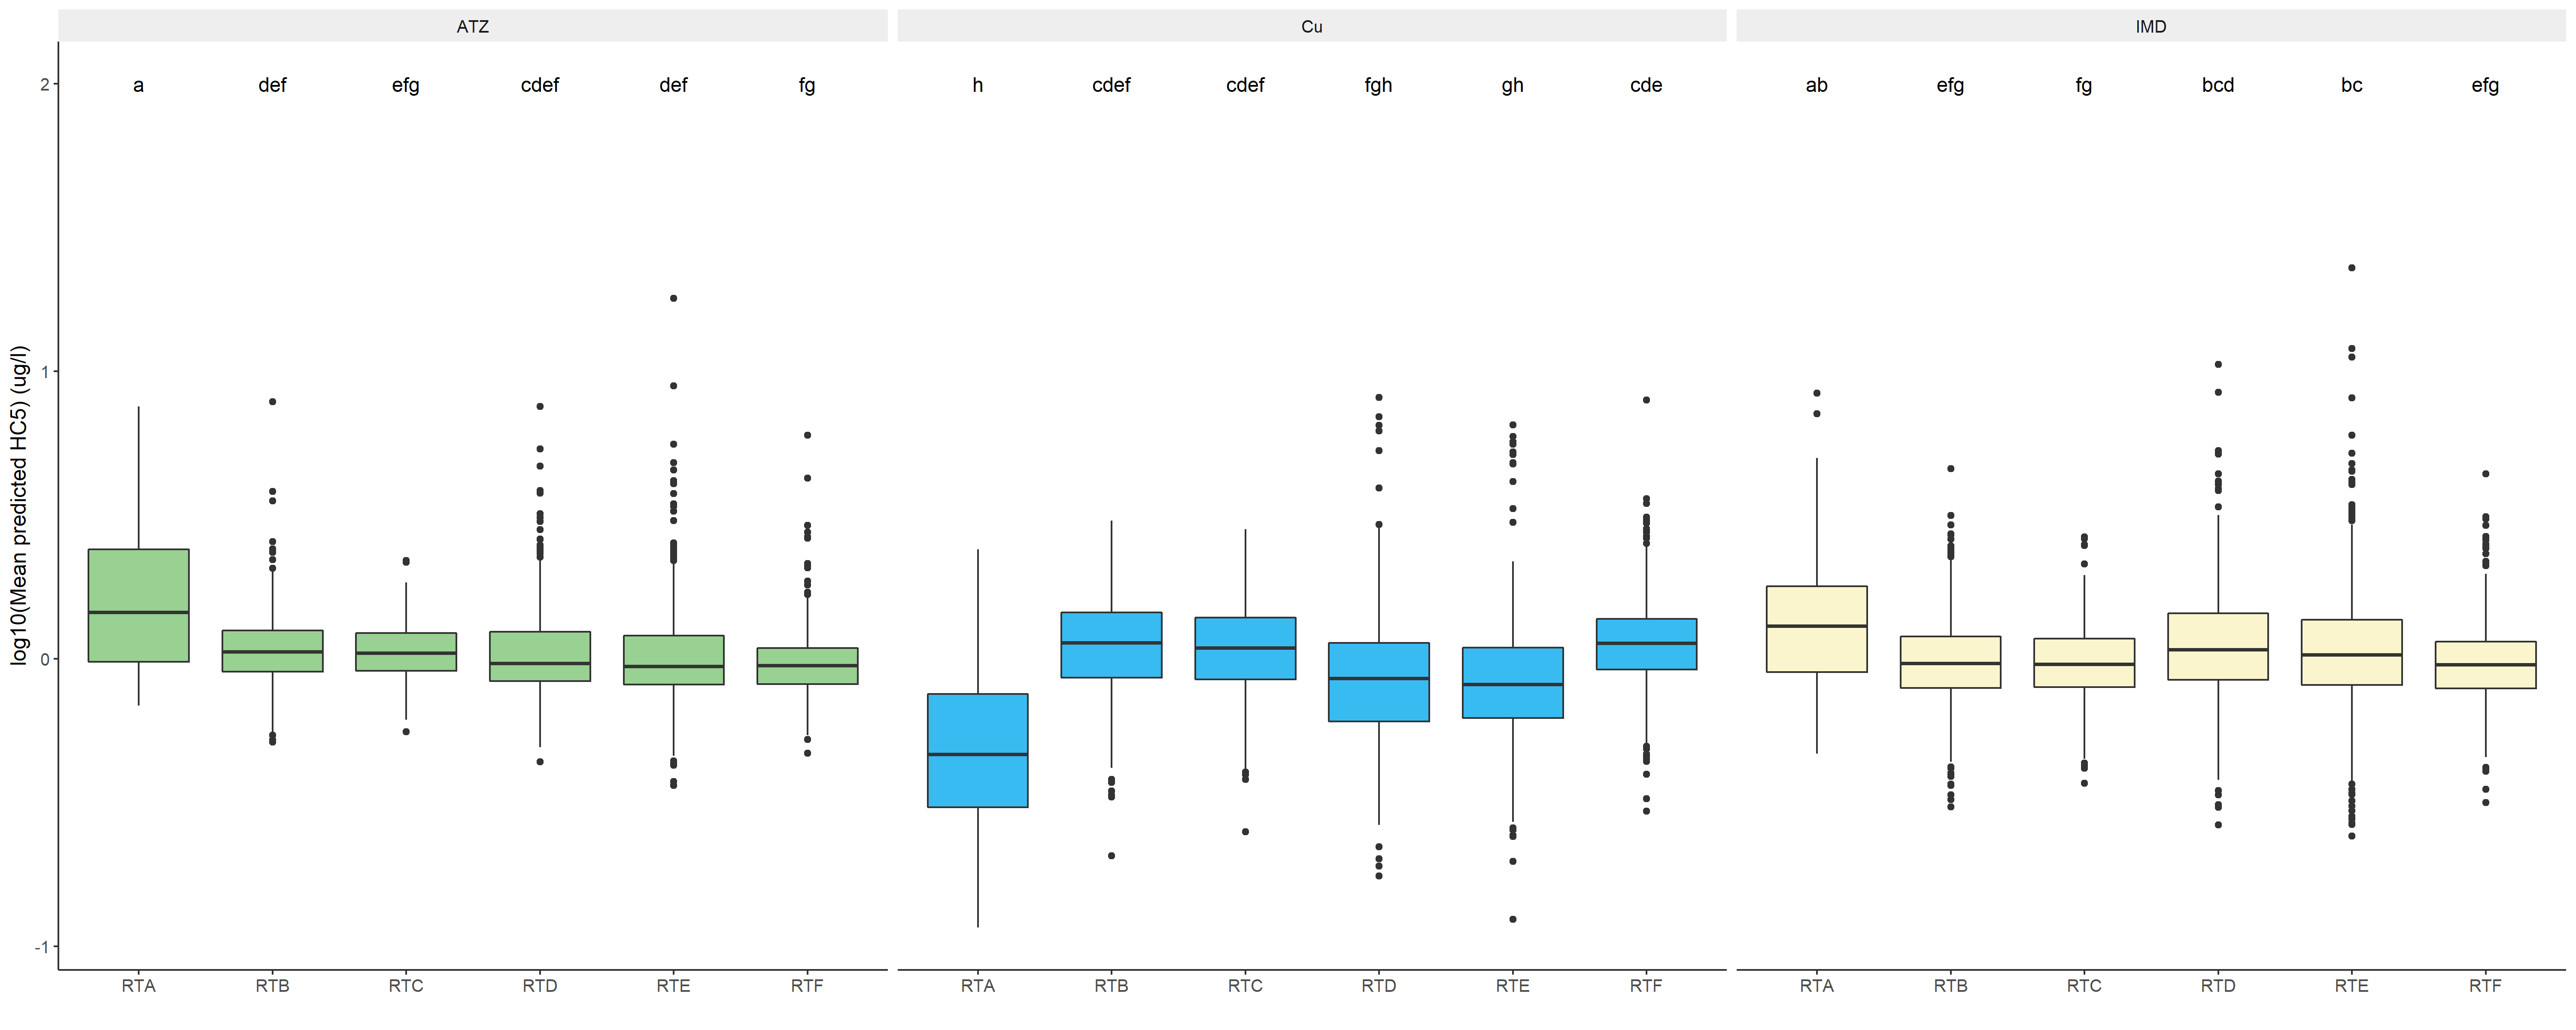 ATZ Cu IMD
a def efg cdef def fg h cdef cdef fgh gh cde ab efg fg bcd bc efg
2
1
0
-1
log10(Mean predicted HC5) (ug/l)
RTA RTB RTC RTD RTE RTF RTA RTB RTC RTD RTE RTF RTA RTB RTC RTD RTE RTF